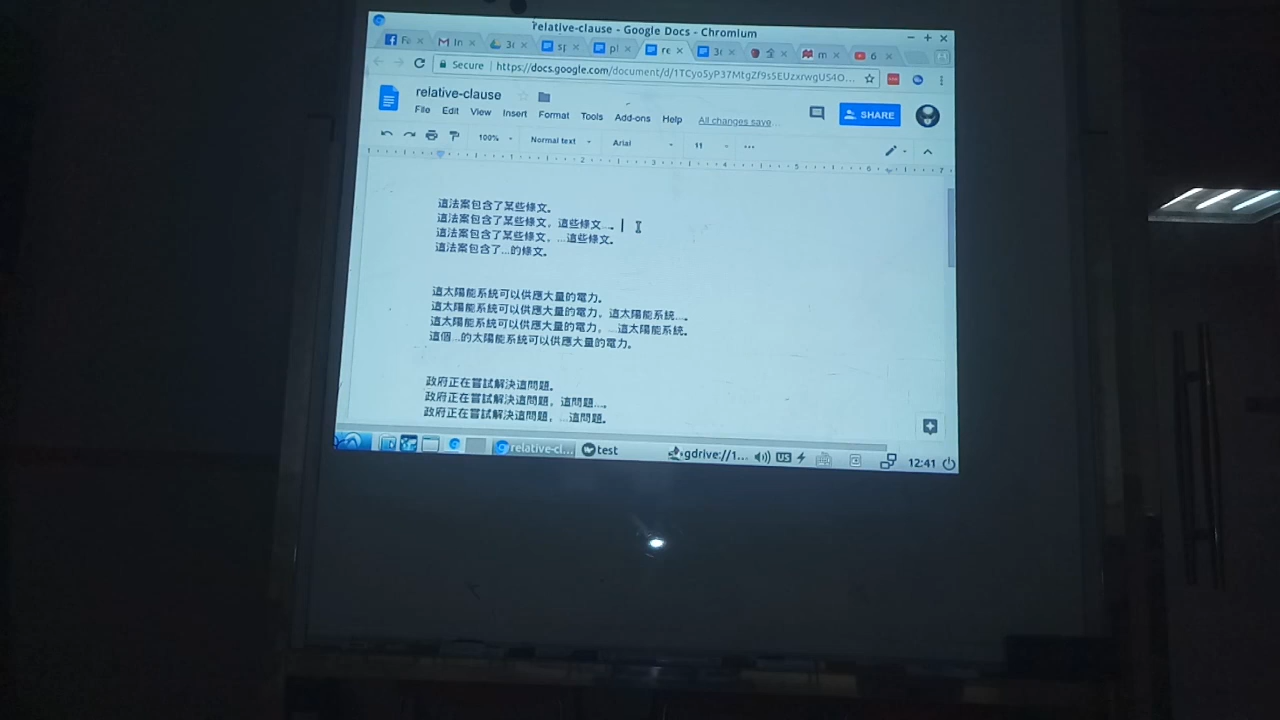 relative-clause - Google Docs - Chromium
Secure https://docs.google.com/document/d/1TCyo5yP37MtgZf9sSEUzxrwgUS4O...
relative-clause
File Edit View Insert Format Tools Add-ons Help All changes save...
SHARE
100% Normal text Arial 11
這法案包含了某些條文。
這法案包含了某些條文，這些條文...。
這法案包含了某些條文，...這些條文。
這法案包含了...的條文。
這太陽能系統可以供應大量的電力。
這太陽能系統可以供應大量的電力，這太陽能系統...。
這太陽能系統可以供應大量的電力，...這太陽能系統。
這個...的太陽能系統可以供應大量的電力。
政府正在嘗試解決這問題。
政府正在嘗試解決這問題，這問題...。
政府正在嘗試解決這問題，...這問題。
relative-cl... test gdrive://1... US 12:41